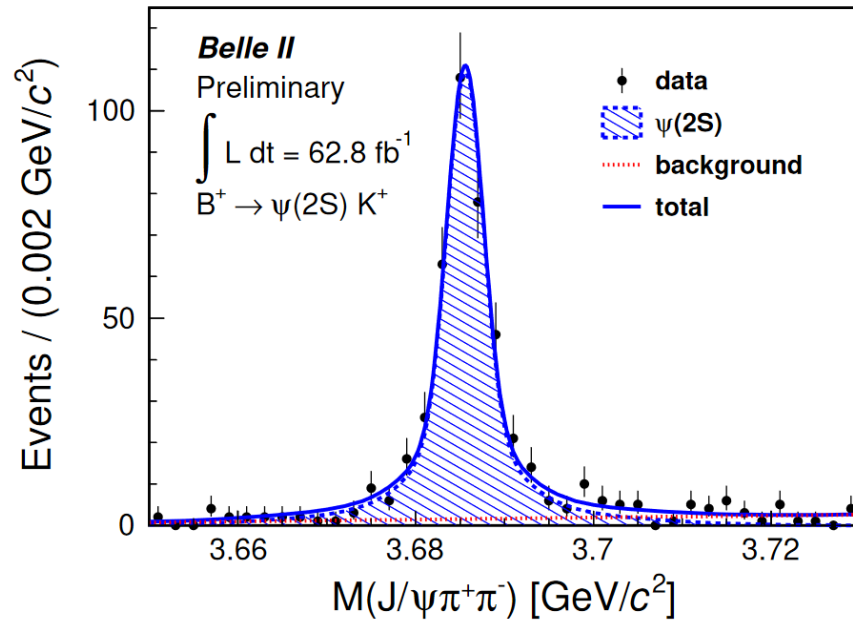 Belle II
Preliminary
∫ L dt = 62.8 fb⁻¹
B⁺ → ψ(2S) K⁺
data
ψ(2S)
background
total
Events / (0.002 GeV/c²)
100
50
0
3.66 3.68 3.7 3.72
M(J/ψπ⁺π⁻) [GeV/c²]